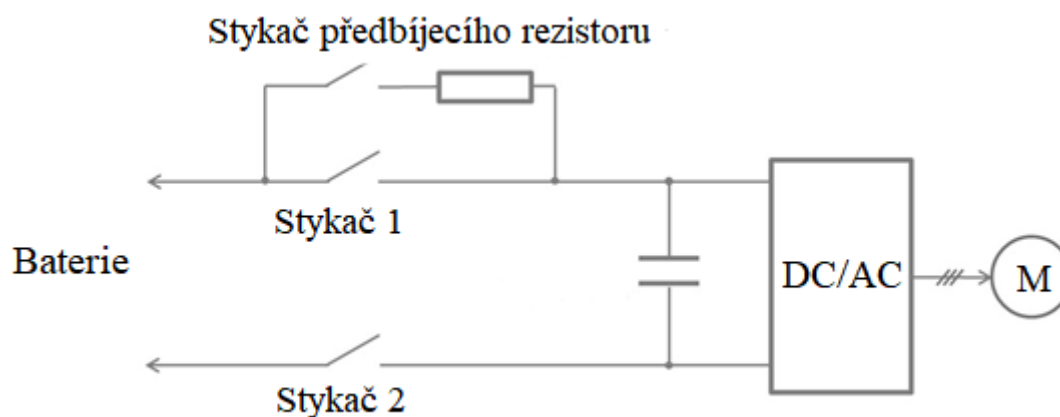 Stykač předbíjecího rezistoru
Stykač 1
Baterie
DC/AC
M
Stykač 2